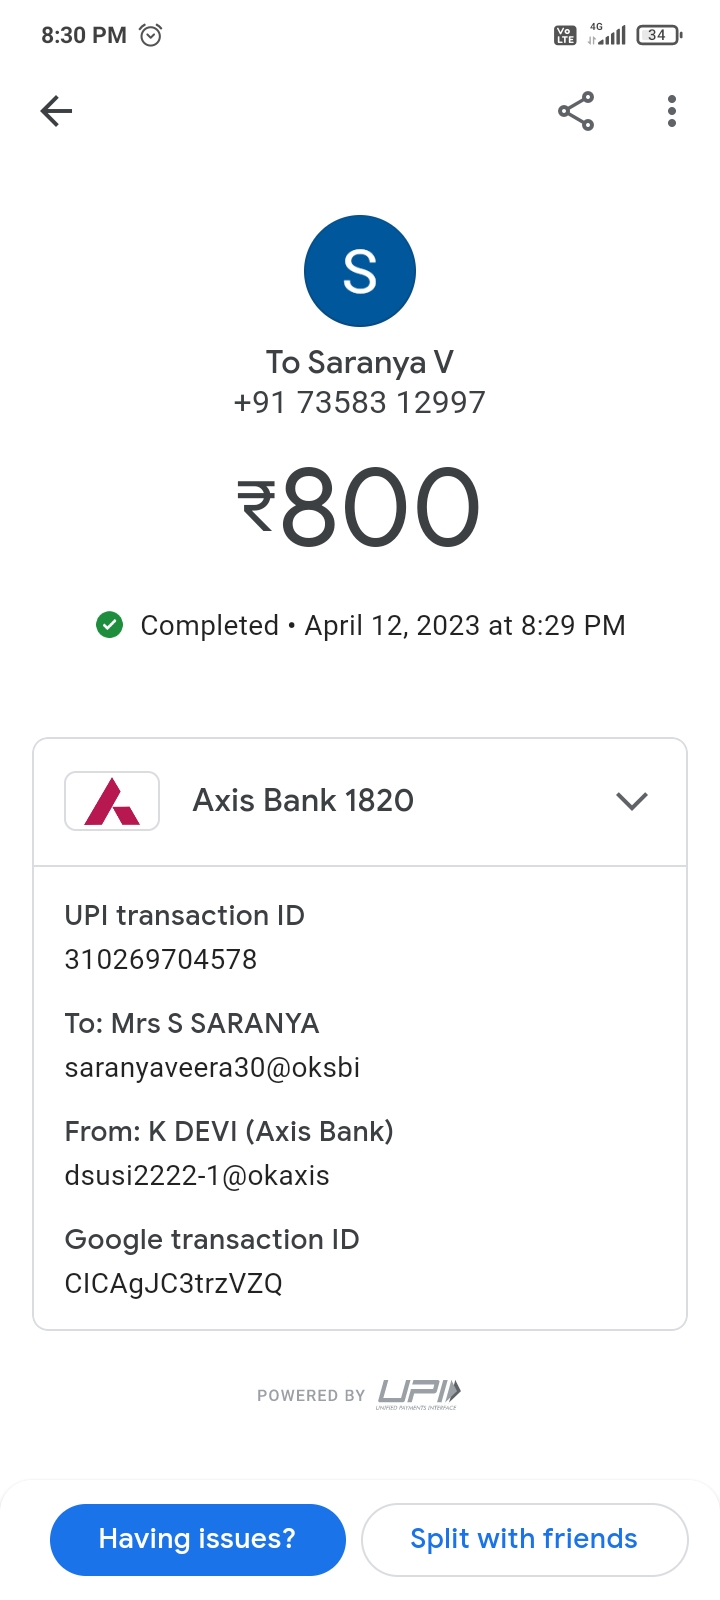 8:30 PM
Vo LTE 4G 34
S
To Saranya V
+91 73583 12997
₹800
Completed • April 12, 2023 at 8:29 PM
Axis Bank 1820
UPI transaction ID
310269704578
To: Mrs S SARANYA
saranyaveera30@oksbi
From: K DEVI (Axis Bank)
dsusi2222-1@okaxis
Google transaction ID
CICAgJC3trzVZQ
POWERED BY UPI
UNIFIED PAYMENTS INTERFACE
Having issues? Split with friends